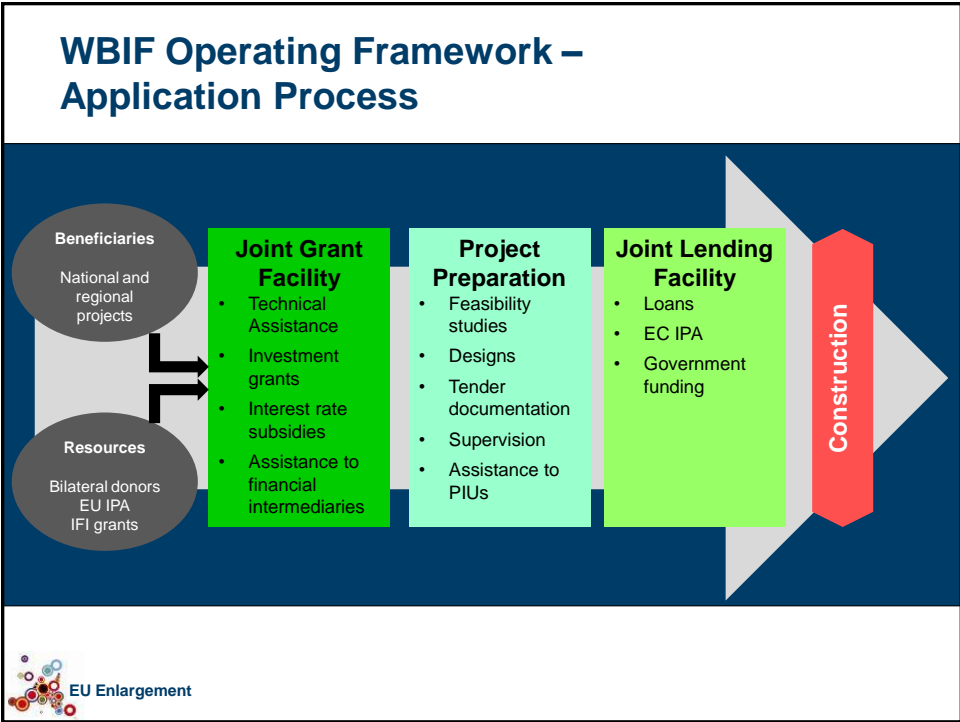 WBIF Operating Framework –
Application Process
Beneficiaries
National and
regional
projects
Resources
Bilateral donors
EU IPA
IFI grants
Joint Grant
Facility
• Technical
Assistance
• Investment
grants
• Interest rate
subsidies
• Assistance to
financial
intermediaries
Project
Preparation
• Feasibility
studies
• Designs
• Tender
documentation
• Supervision
• Assistance to
PIUs
Joint Lending
Facility
• Loans
• EC IPA
• Government
funding
Construction
EU Enlargement